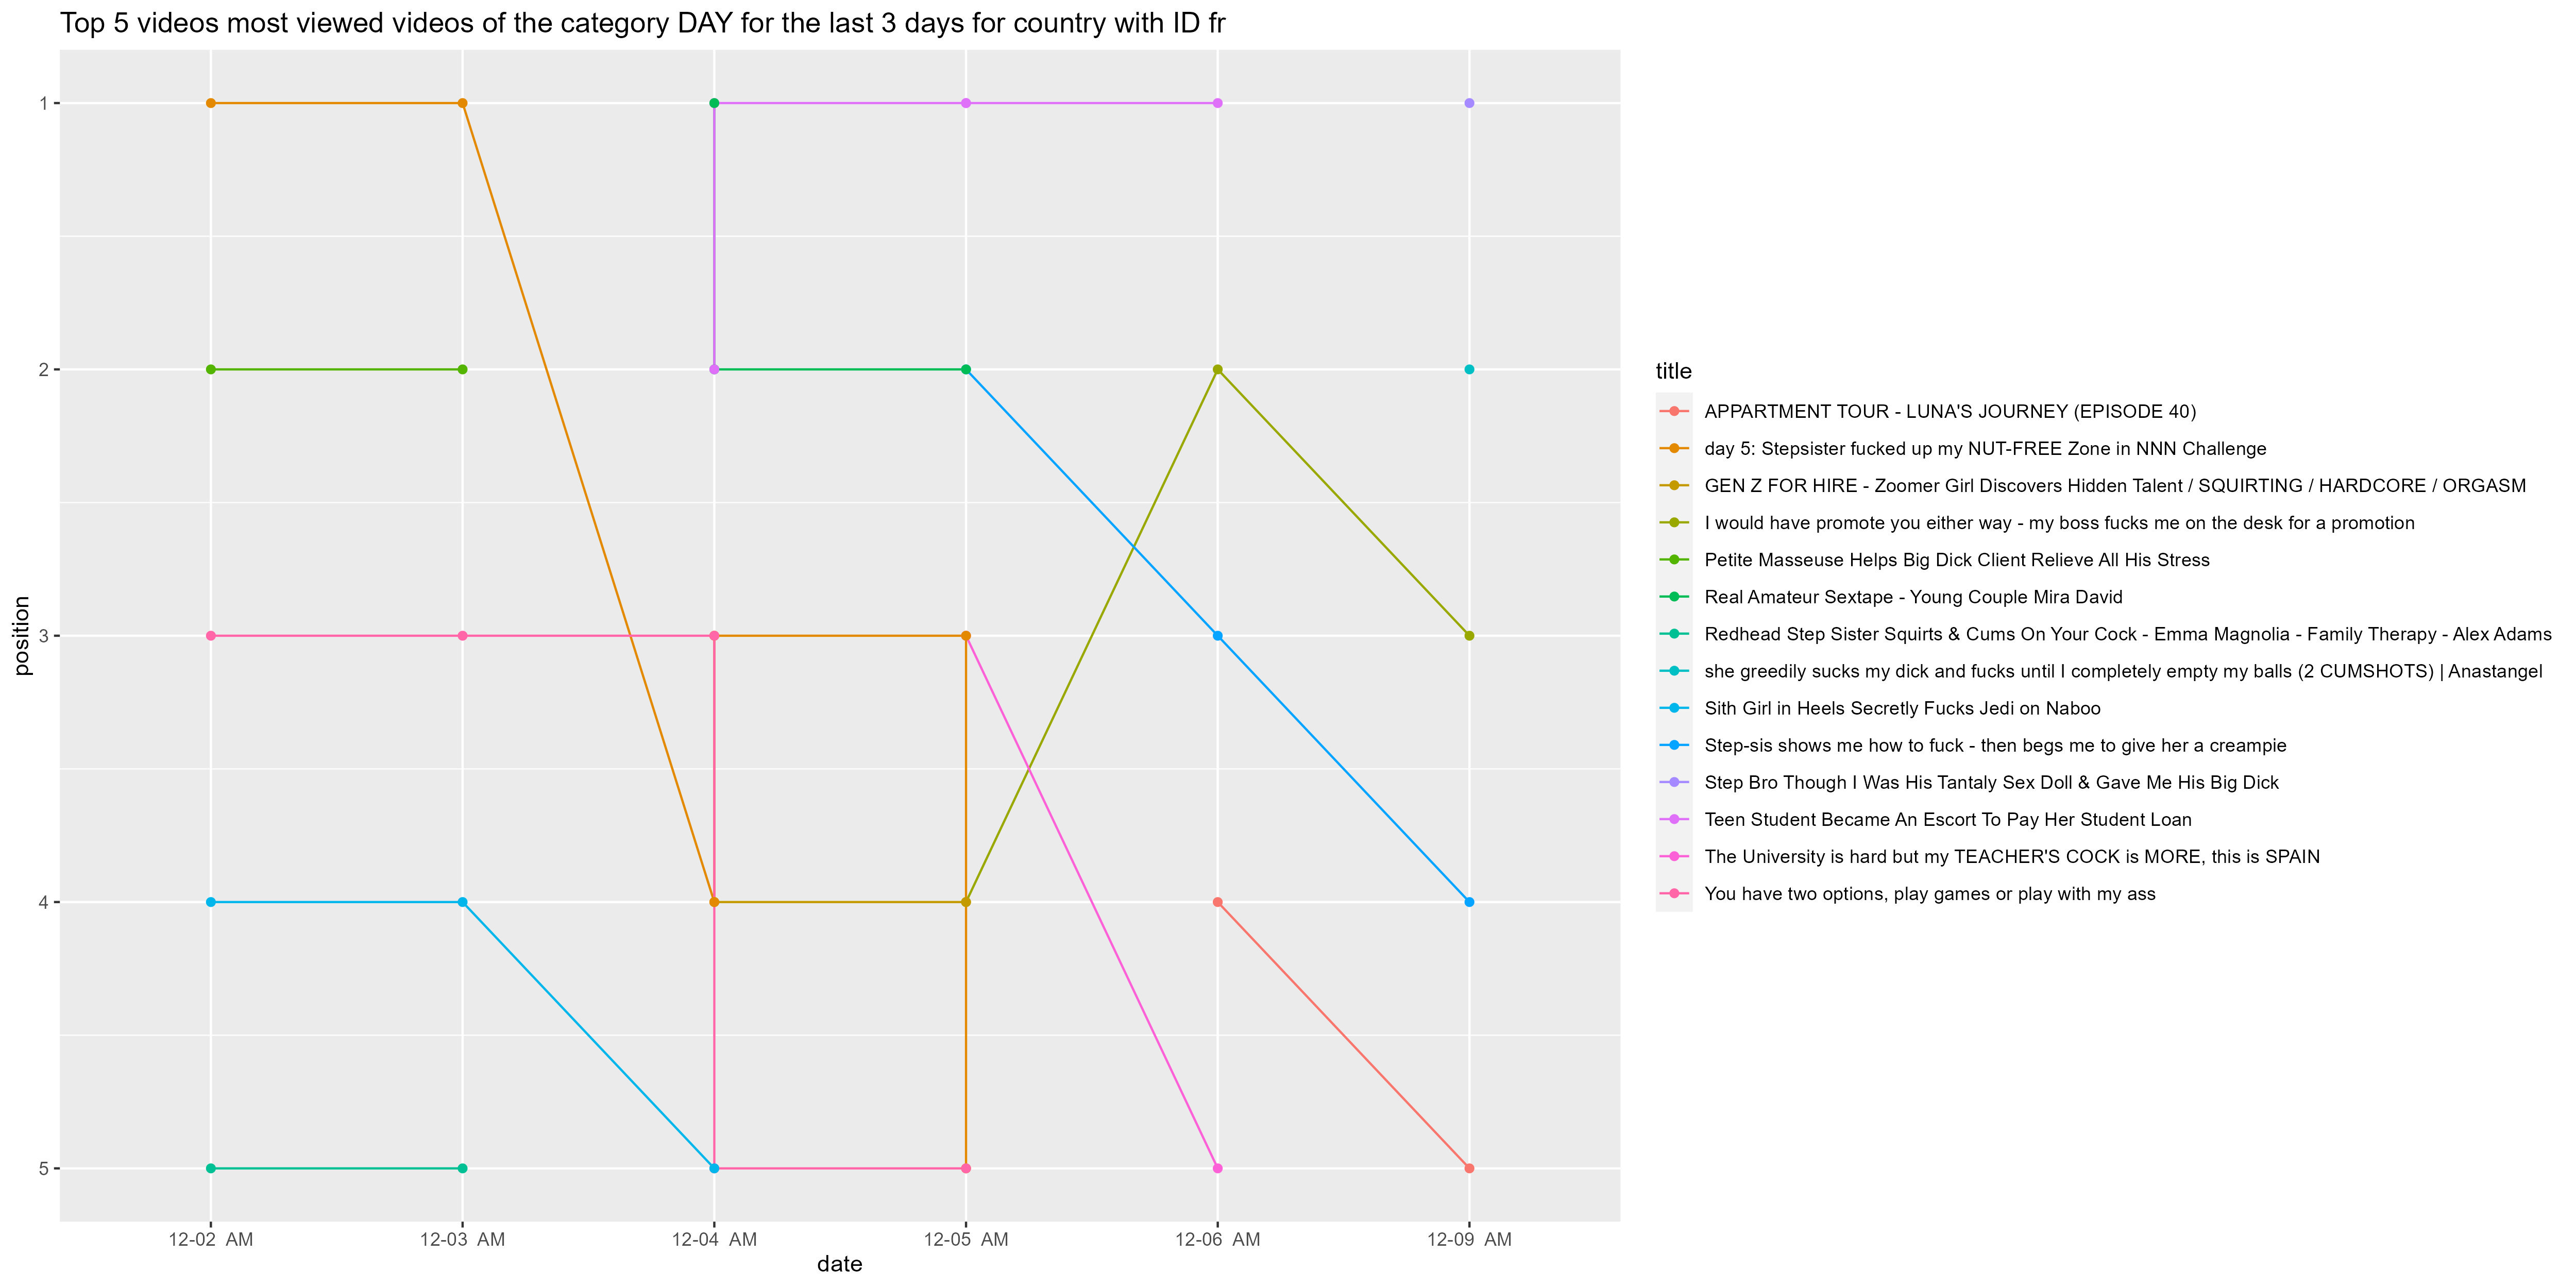 Top 5 videos most viewed videos of the category DAY for the last 3 days for country with ID fr
position
1
2
3
4
5
12-02 AM
12-03 AM
12-04 AM
12-05 AM
12-06 AM
12-09 AM
date
title
APPARTMENT TOUR - LUNA'S JOURNEY (EPISODE 40)
day 5: Stepsister fucked up my NUT-FREE Zone in NNN Challenge
GEN Z FOR HIRE - Zoomer Girl Discovers Hidden Talent / SQUIRTING / HARDCORE / ORGASM
I would have promote you either way - my boss fucks me on the desk for a promotion
Petite Masseuse Helps Big Dick Client Relieve All His Stress
Real Amateur Sextape - Young Couple Mira David
Redhead Step Sister Squirts & Cums On Your Cock - Emma Magnolia - Family Therapy - Alex Adams
she greedily sucks my dick and fucks until I completely empty my balls (2 CUMSHOTS) | Anastangel
Sith Girl in Heels Secretly Fucks Jedi on Naboo
Step-sis shows me how to fuck - then begs me to give her a creampie
Step Bro Though I Was His Tantaly Sex Doll & Gave Me His Big Dick
Teen Student Became An Escort To Pay Her Student Loan
The University is hard but my TEACHER'S COCK is MORE, this is SPAIN
You have two options, play games or play with my ass